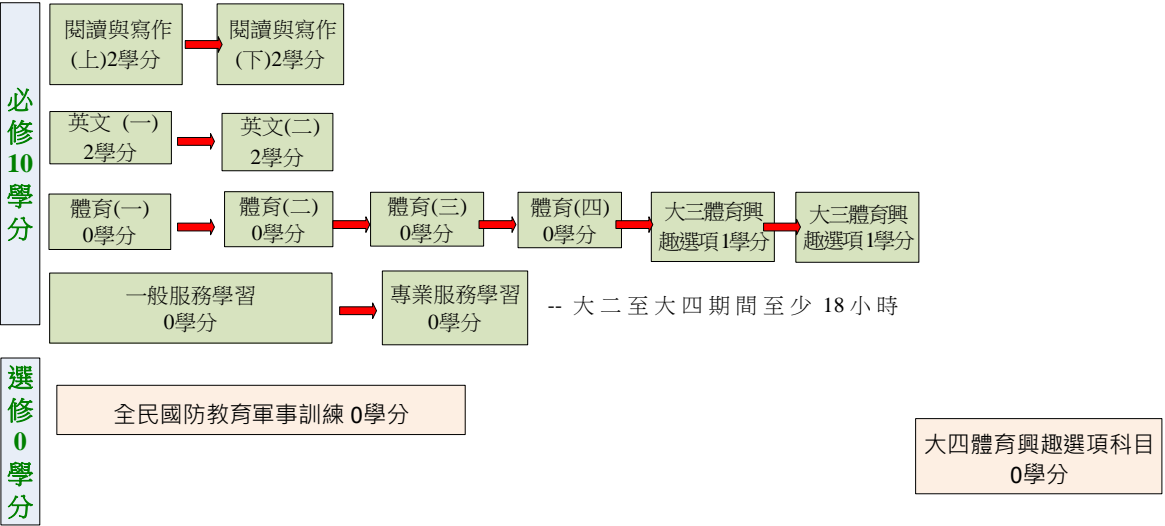 必修10學分
閱讀與寫作
(上)2學分
閱讀與寫作
(下)2學分
英文 (一)
2學分
英文(二)
2學分
體育(一)
0學分
體育(二)
0學分
體育(三)
0學分
體育(四)
0學分
大三體育興
趣選項1學分
大三體育興
趣選項1學分
一般服務學習
0學分
專業服務學習
0學分
-- 大二至大四期間至少 18小時
選修0學分
全民國防教育軍事訓練 0學分
大四體育興趣選項科目
0學分